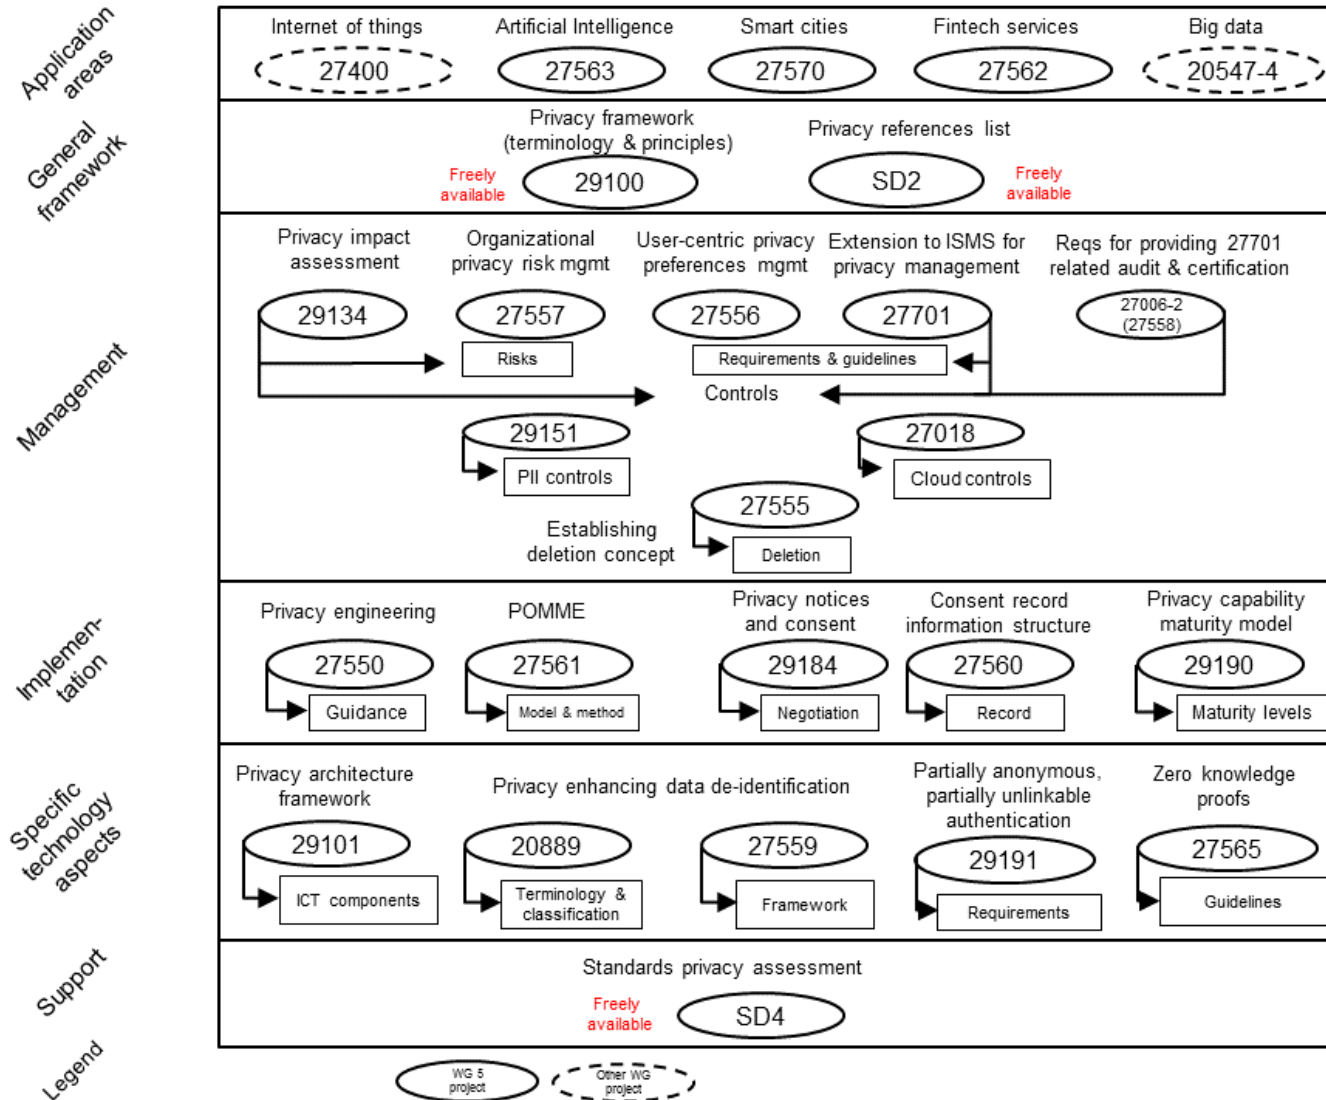 Application
areas
Internet of things
Artificial Intelligence
Smart cities
Fintech services
Big data
27400
27563
27570
27562
20547-4
General
framework
Privacy framework
(terminology & principles)
Privacy references list
Freely
available
29100
SD2
Freely
available
Management
Privacy impact
assessment
Organizational
privacy risk mgmt
User-centric privacy
preferences mgmt
Extension to ISMS for
privacy management
Reqs for providing 27701
related audit & certification
29134
27557
27556
27701
27006-2
(27558)
Risks
Requirements & guidelines
Controls
29151
27018
PII controls
Cloud controls
27555
Establishing
deletion concept
Deletion
Implemen-
tation
Privacy engineering
POMME
Privacy notices
and consent
Consent record
information structure
Privacy capability
maturity model
27550
27561
29184
27560
29190
Guidance
Model & method
Negotiation
Record
Maturity levels
Specific
technology
aspects
Privacy architecture
framework
Privacy enhancing data de-identification
Partially anonymous,
partially unlinkable
authentication
Zero knowledge
proofs
29101
20889
27559
29191
27565
ICT components
Terminology &
classification
Framework
Requirements
Guidelines
Support
Standards privacy assessment
Freely
available
SD4
Legend
WG 5
project
Other WG
project